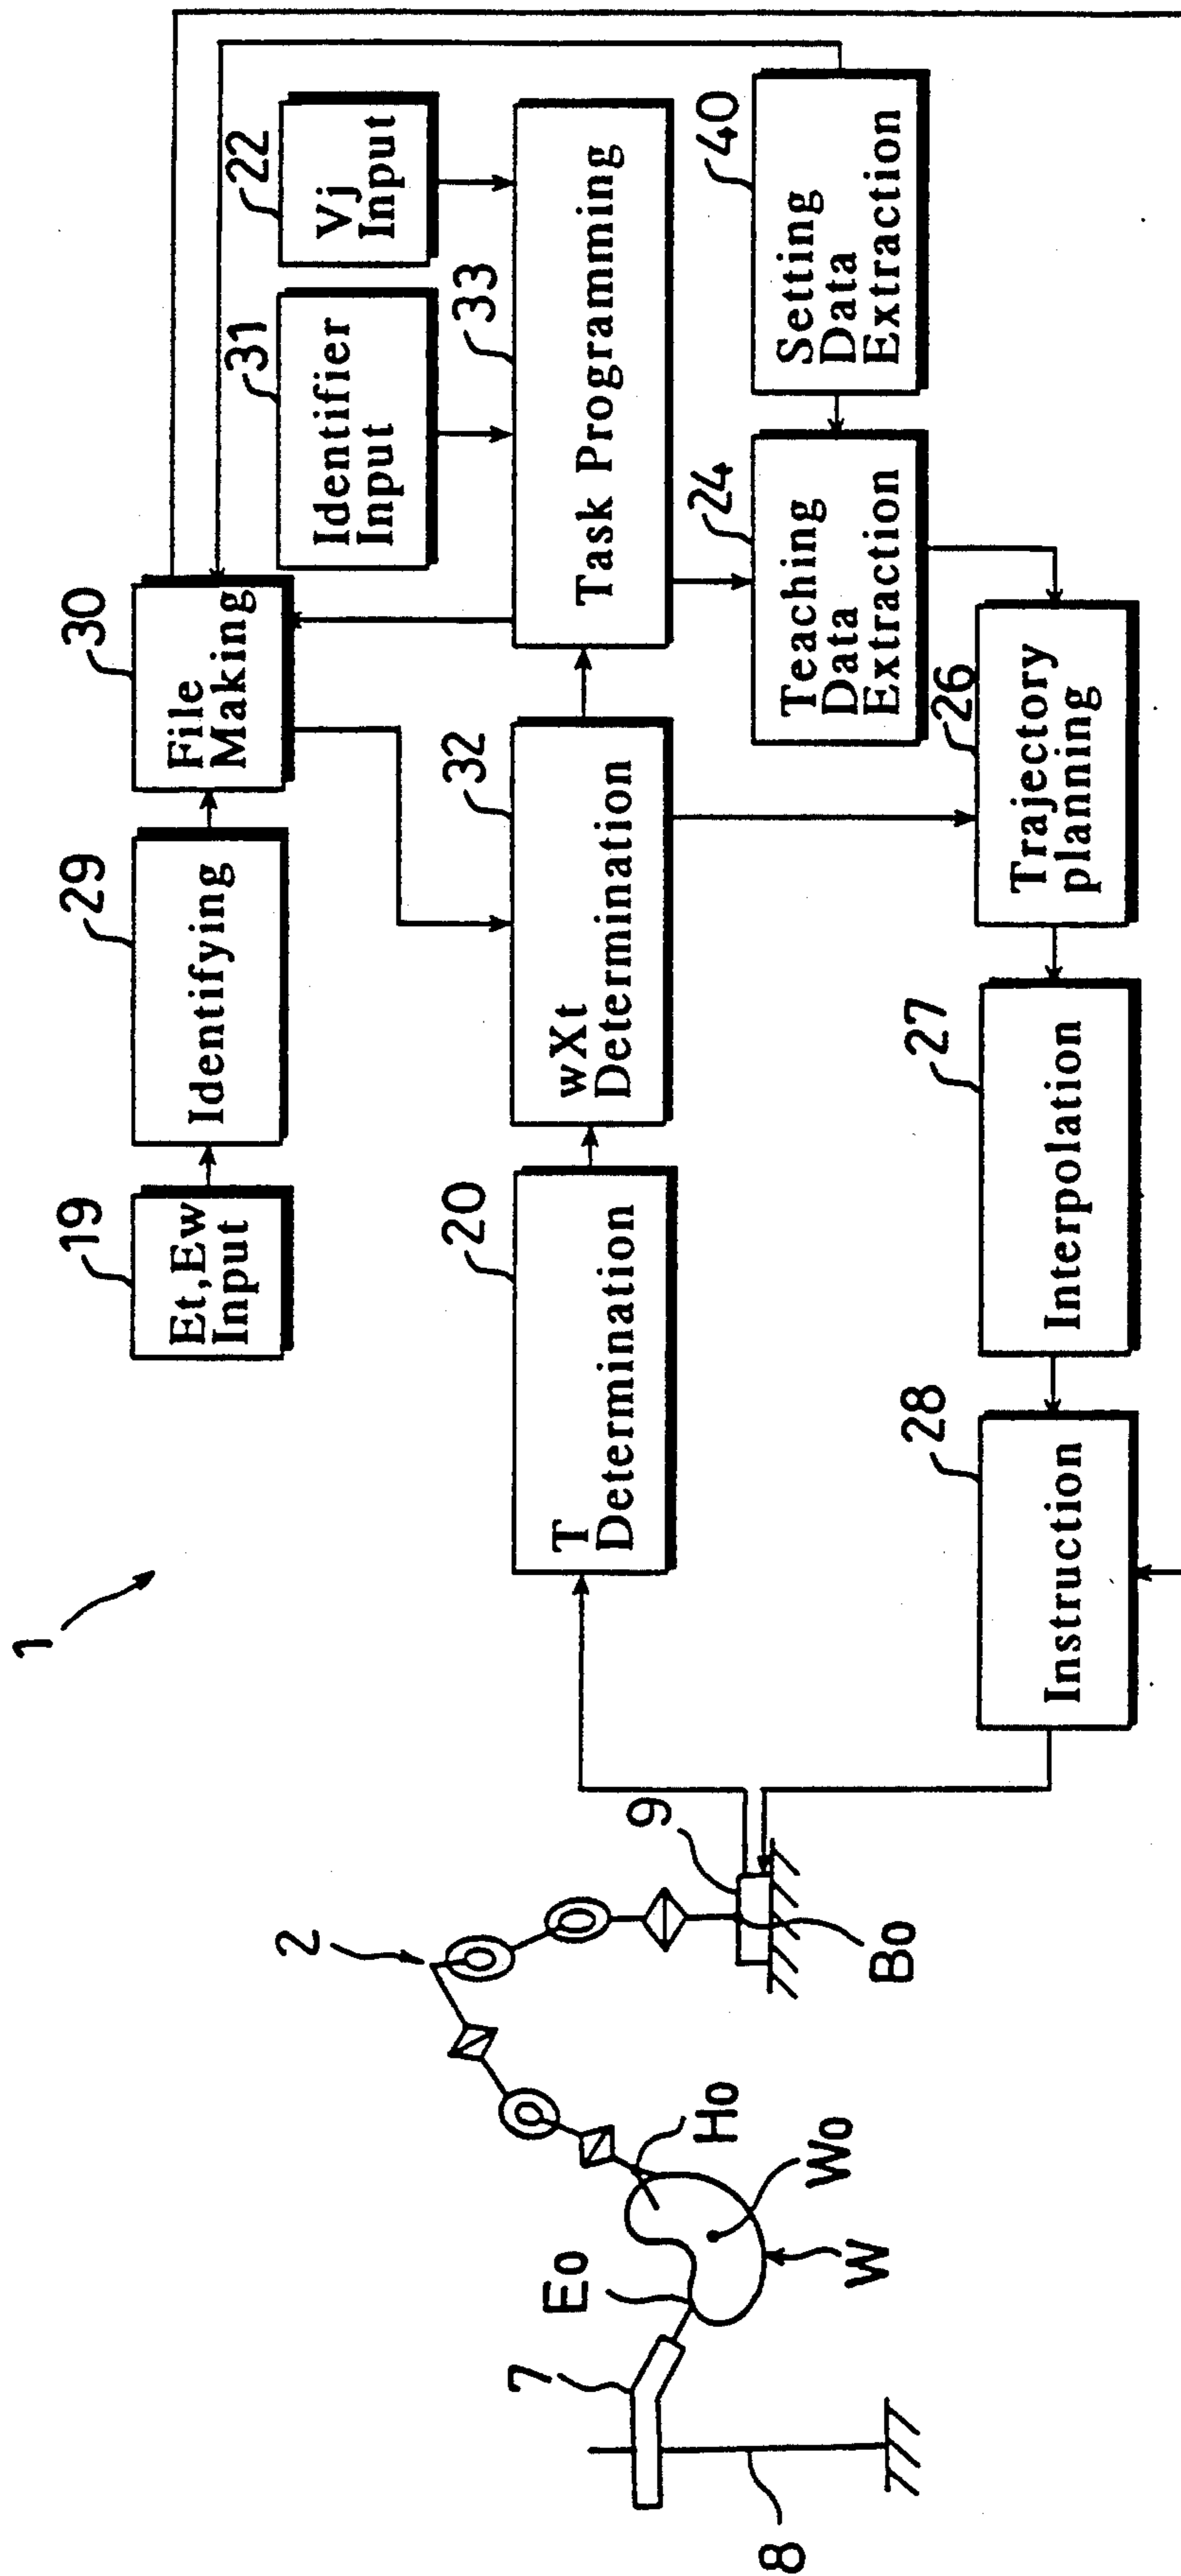 1
19
Et,Ew
Input
29
Identifying
30
File
Making
31
Identifier
Input
22
Vj
Input
20
T
Determination
32
wXt
Determination
33
Task Programming
24
Teaching
Data
Extraction
40
Setting
Data
Extraction
28
Instruction
27
Interpolation
26
Trajectory
planning
2
9
Bo
Ho
Wo
W
Eo
7
8